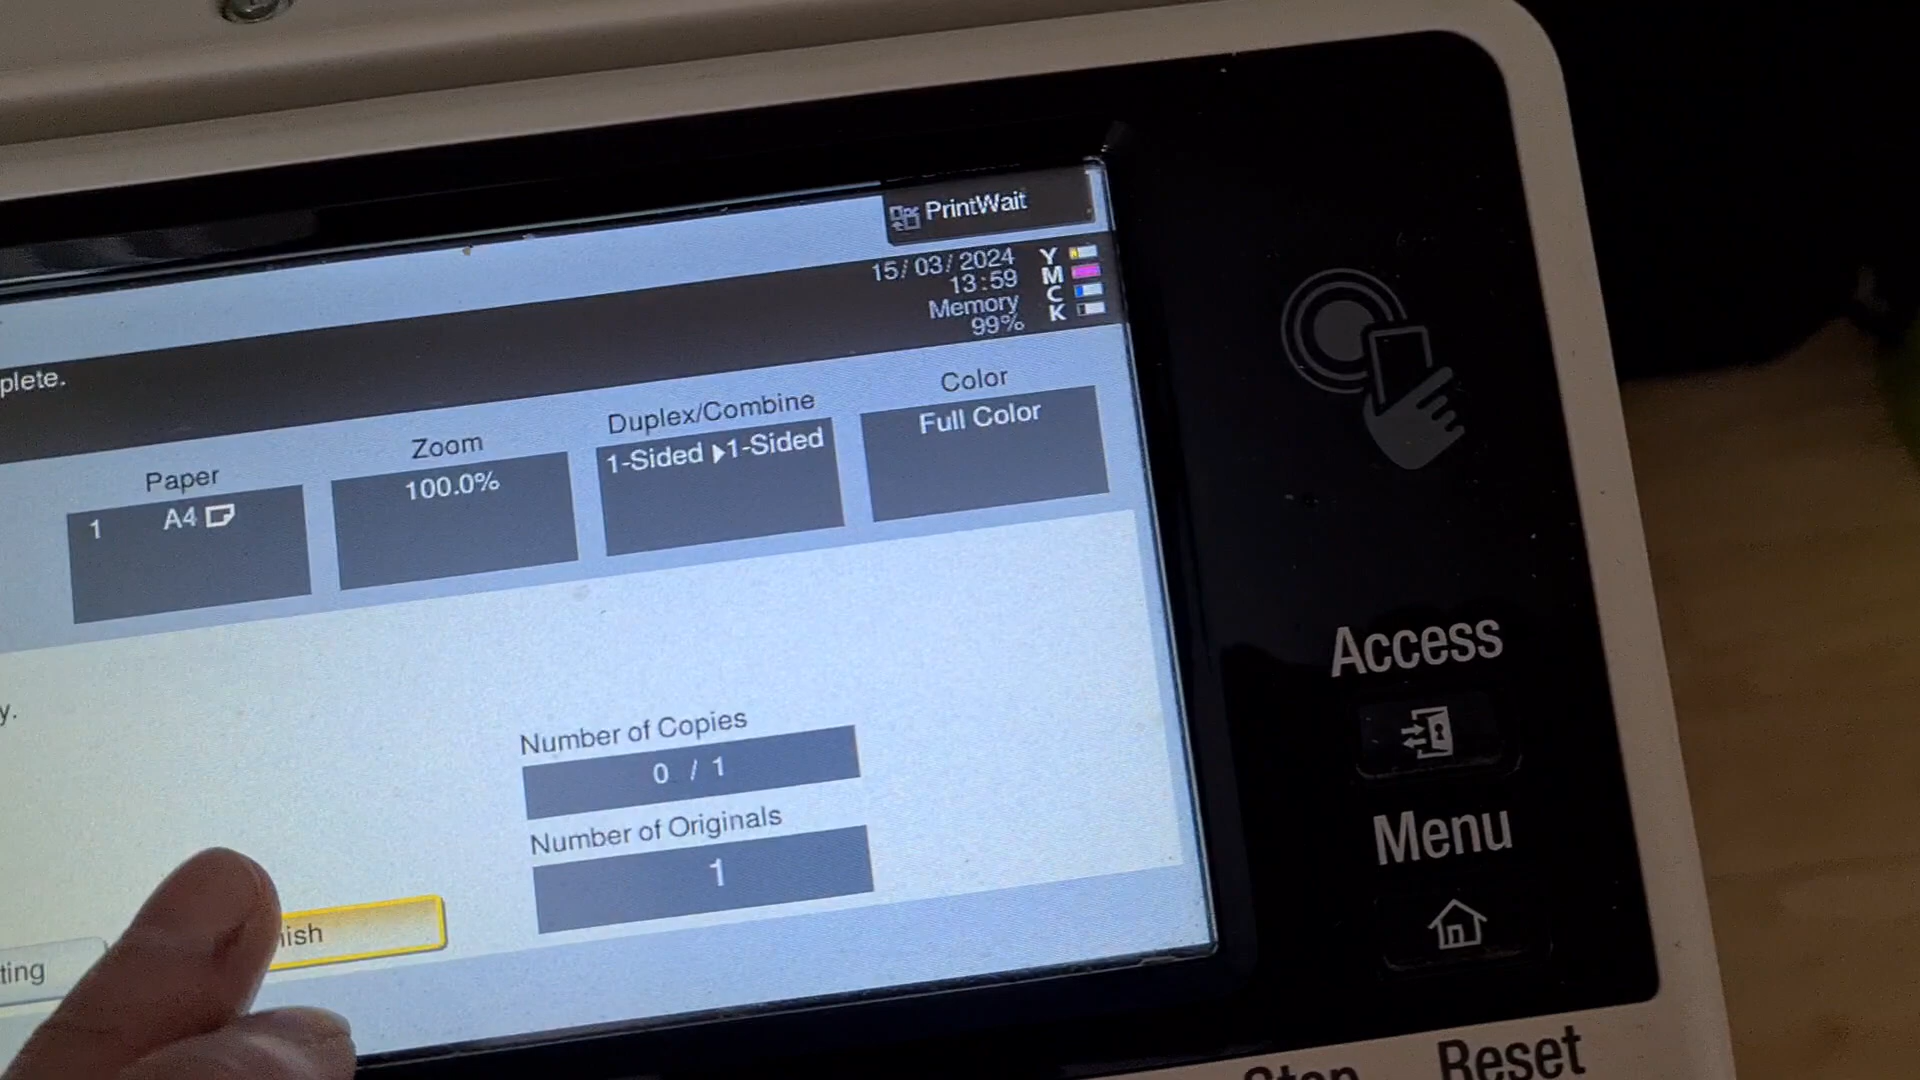 PrintWait
15/03/2024 Y
13:59 M
Memory C
99% K
plete.
Paper
1 A4
Zoom
100.0%
Duplex/Combine
1-Sided ▶1-Sided
Color
Full Color
y.
Number of Copies
0 / 1
Number of Originals
1
ish
ting
Access
Menu
Stop
Reset